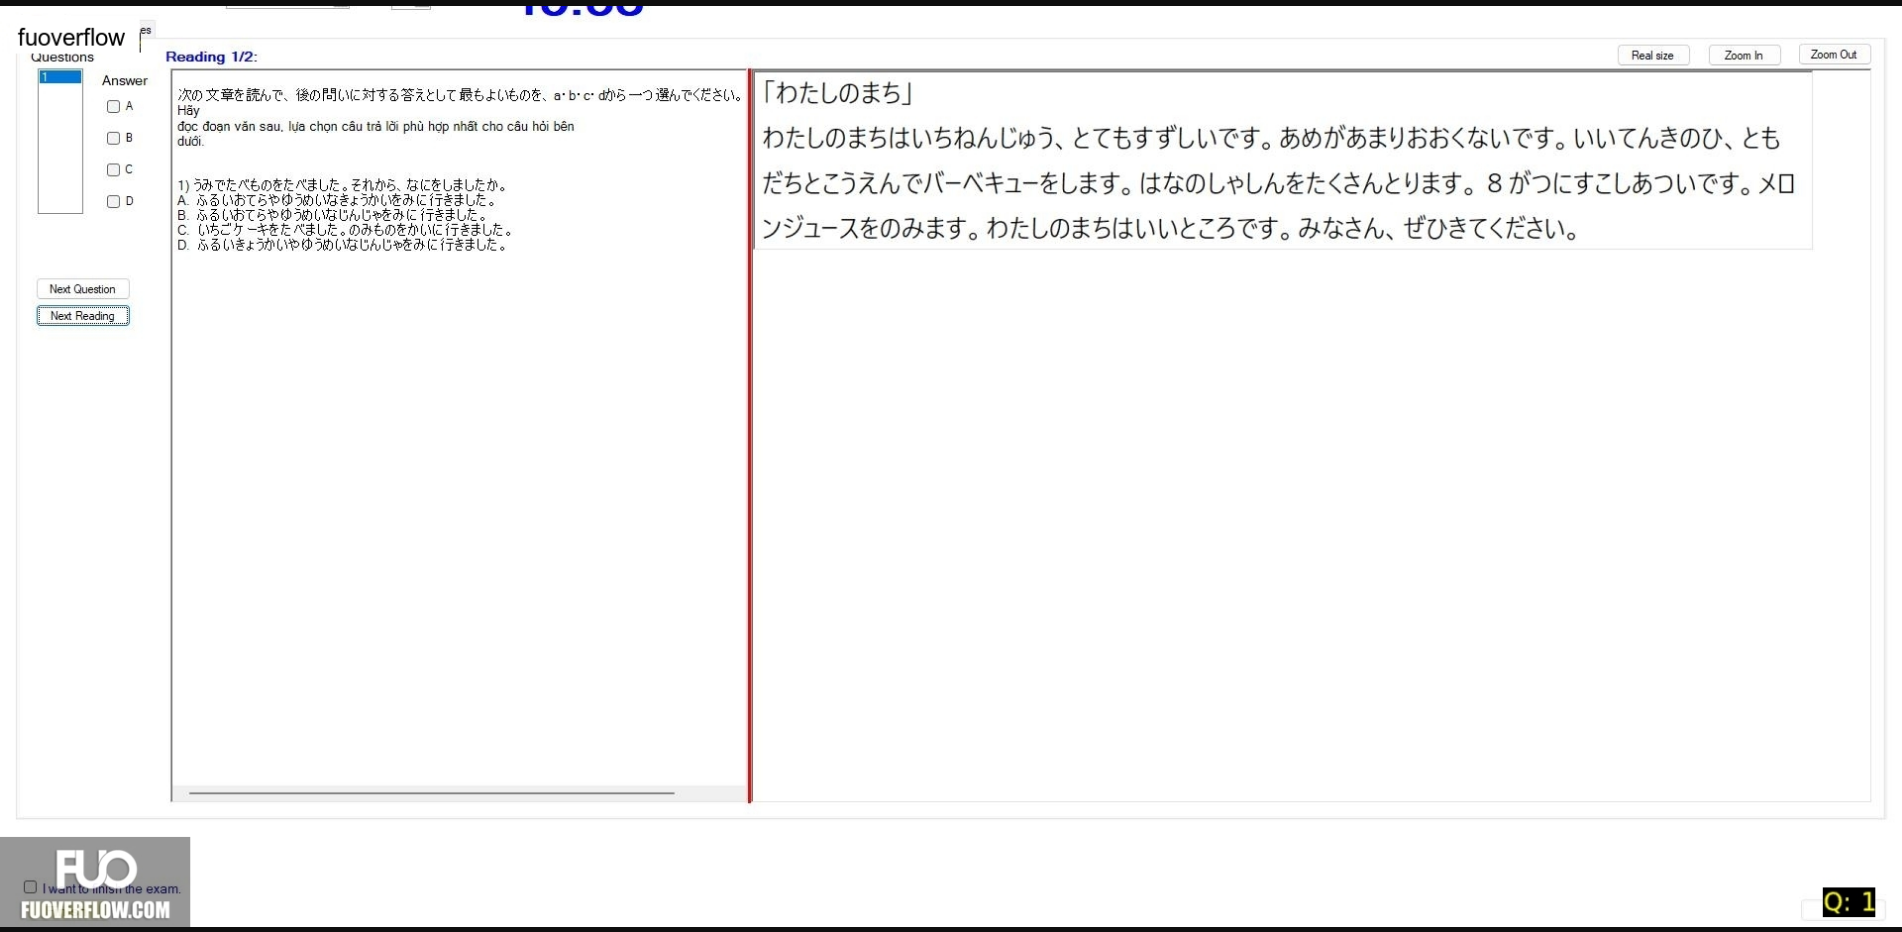 fuoverflow
es
Questions
Reading 1/2:
Real size
Zoom In
Zoom Out
1
Answer
A
B
C
D
Next Question
Next Reading
次の文章を読んで、後の問いに対する答えとして最もよいものを、a・b・c・dから一つ選んでください。
Hãy
đọc đoạn văn sau, lựa chọn câu trả lời phù hợp nhất cho câu hỏi bên
dưới.
1) うみでたべものをたべました。それから、なにをしましたか。
A. ふるいおてらやゆうめいなきょうかいをみに行きました。
B. ふるいおてらやゆうめいなじんじゃをみに行きました。
C. いちごケーキをたべました。のみものをかいに行きました。
D. ふるいきょうかいやゆうめいなじんじゃをみに行きました。
「わたしのまち」
わたしのまちはいちねんじゅう、とてもすずしいです。あめがあまりおおくないです。いいてんきのひ、とも
だちとこうえんでバーベキューをします。はなのしゃしんをたくさんとります。８がつにすこしあついです。メロ
ンジュースをのみます。わたしのまちはいいところです。みなさん、ぜひきてください。
FUO
I want to finish the exam.
FUOVERFLOW.COM
Q: 1